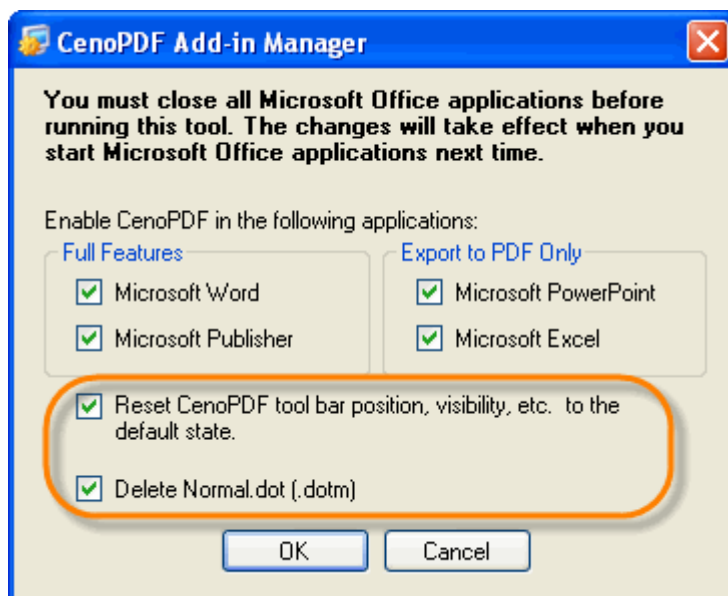 CenoPDF Add-in Manager
You must close all Microsoft Office applications before
running this tool. The changes will take effect when you
start Microsoft Office applications next time.
Enable CenoPDF in the following applications:
Full Features
Microsoft Word
Microsoft Publisher
Export to PDF Only
Microsoft PowerPoint
Microsoft Excel
Reset CenoPDF tool bar position, visibility, etc. to the
default state.
Delete Normal.dot (.dotm)
OK
Cancel